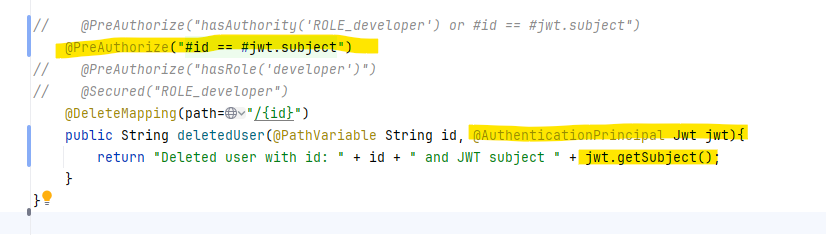 //    @PreAuthorize("hasAuthority('ROLE_developer') or #id == #jwt.subject")
@PreAuthorize("#id == #jwt.subject")
//    @PreAuthorize("hasRole('developer')")
//    @Secured("ROLE_developer")
@DeleteMapping(path="/{id}")
public String deletedUser(@PathVariable String id, @AuthenticationPrincipal Jwt jwt){
return "Deleted user with id: " + id + " and JWT subject " + jwt.getSubject();
}
}